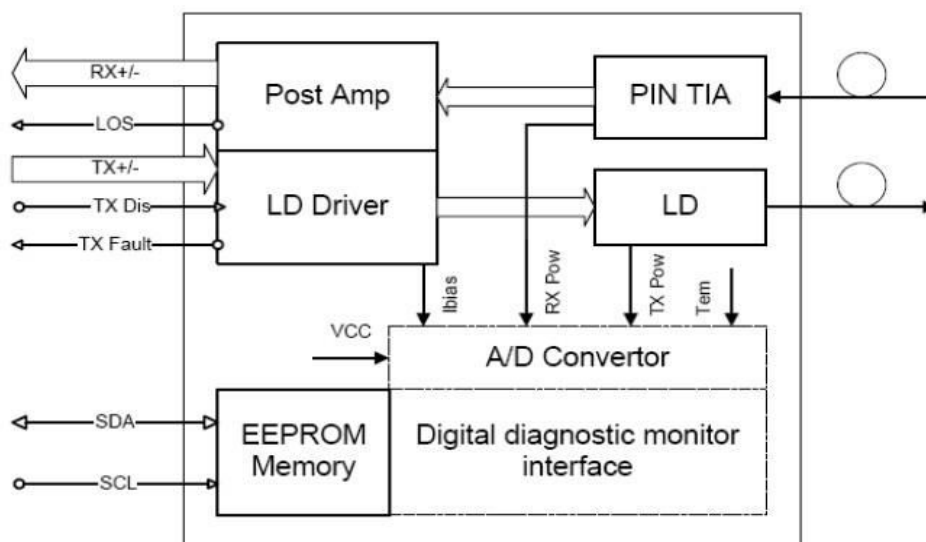 RX+/-
Post Amp
PIN TIA
LOS
TX+/-
TX Dis
LD Driver
LD
TX Fault
Ibias
RX Pow
TX Pow
Tem
VCC
A/D Convertor
SDA
EEPROM
Memory
Digital diagnostic monitor
interface
SCL